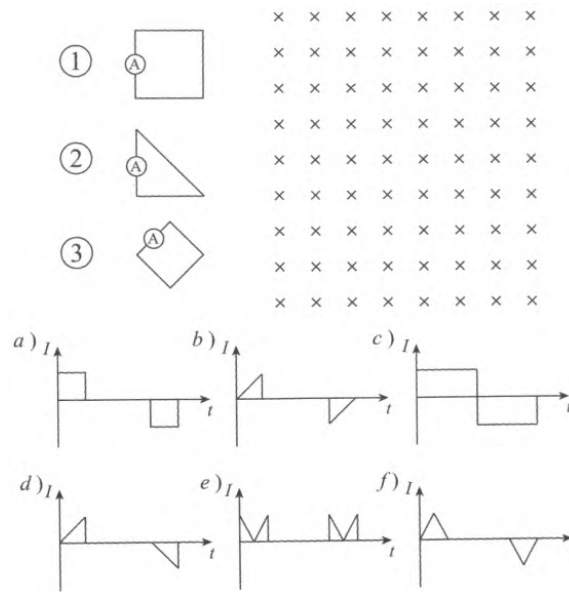 × × × × × × × ×
① A × × × × × × × ×
× × × × × × × ×
× × × × × × × ×
② A × × × × × × × ×
× × × × × × × ×
③ A × × × × × × × ×
× × × × × × × ×
× × × × × × × ×
a) I t
b) I t
c) I t
d) I t
e) I t
f) I t